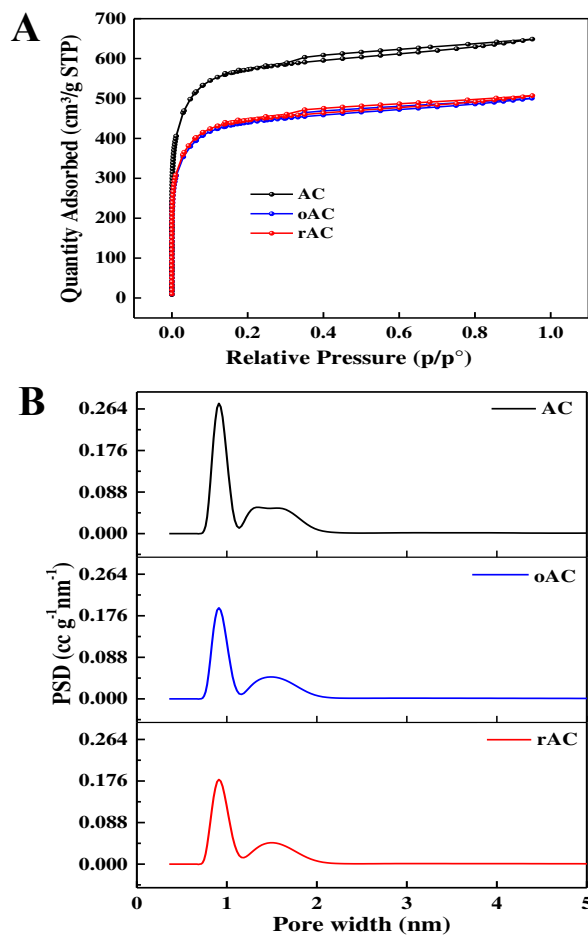 A
700
600
500
400
300
200
100
0
Quantity Adsorbed (cm³/g STP)
AC
oAC
rAC
0.0 0.2 0.4 0.6 0.8 1.0
Relative Pressure (p/p°)
B
0.264
0.176
0.088
0.000
AC
0.264
0.176
0.088
0.000
oAC
PSD (cc g⁻¹nm⁻¹)
0.264
0.176
0.088
0.000
rAC
0 1 2 3 4 5
Pore width (nm)